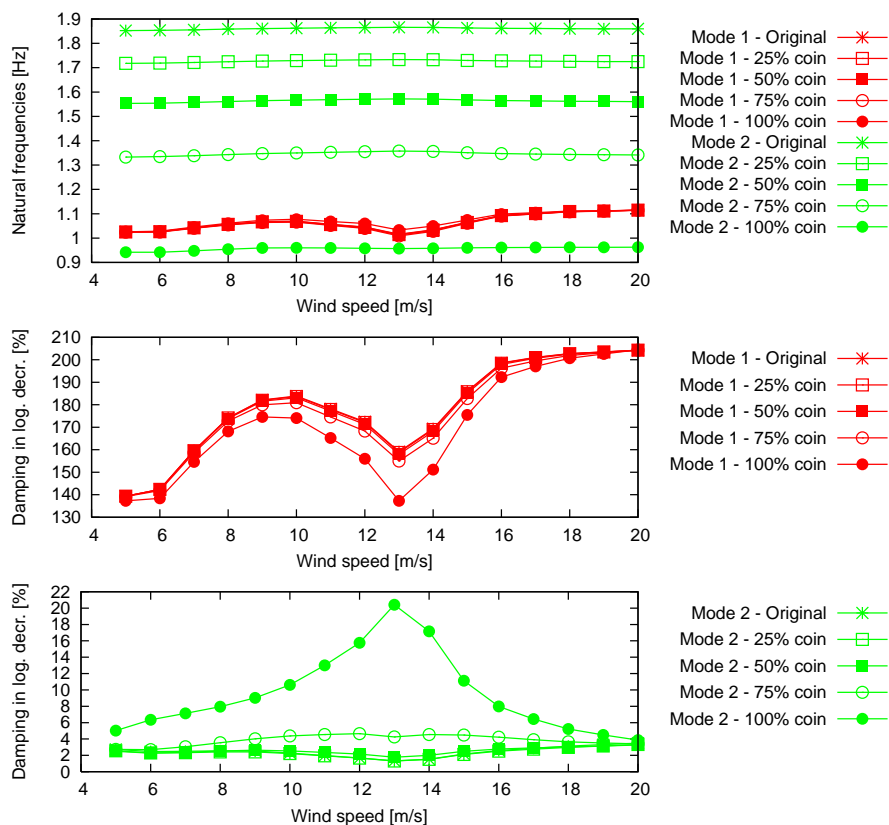 Natural frequencies [Hz]
1.9
1.8
1.7
1.6
1.5
1.4
1.3
1.2
1.1
1
0.9
4 6 8 10 12 14 16 18 20
Wind speed [m/s]
Mode 1 - Original
Mode 1 - 25% coin
Mode 1 - 50% coin
Mode 1 - 75% coin
Mode 1 - 100% coin
Mode 2 - Original
Mode 2 - 25% coin
Mode 2 - 50% coin
Mode 2 - 75% coin
Mode 2 - 100% coin
Damping in log. decr. [%]
210
200
190
180
170
160
150
140
130
4 6 8 10 12 14 16 18 20
Wind speed [m/s]
Mode 1 - Original
Mode 1 - 25% coin
Mode 1 - 50% coin
Mode 1 - 75% coin
Mode 1 - 100% coin
Damping in log. decr. [%]
22
20
18
16
14
12
10
8
6
4
2
0
4 6 8 10 12 14 16 18 20
Wind speed [m/s]
Mode 2 - Original
Mode 2 - 25% coin
Mode 2 - 50% coin
Mode 2 - 75% coin
Mode 2 - 100% coin